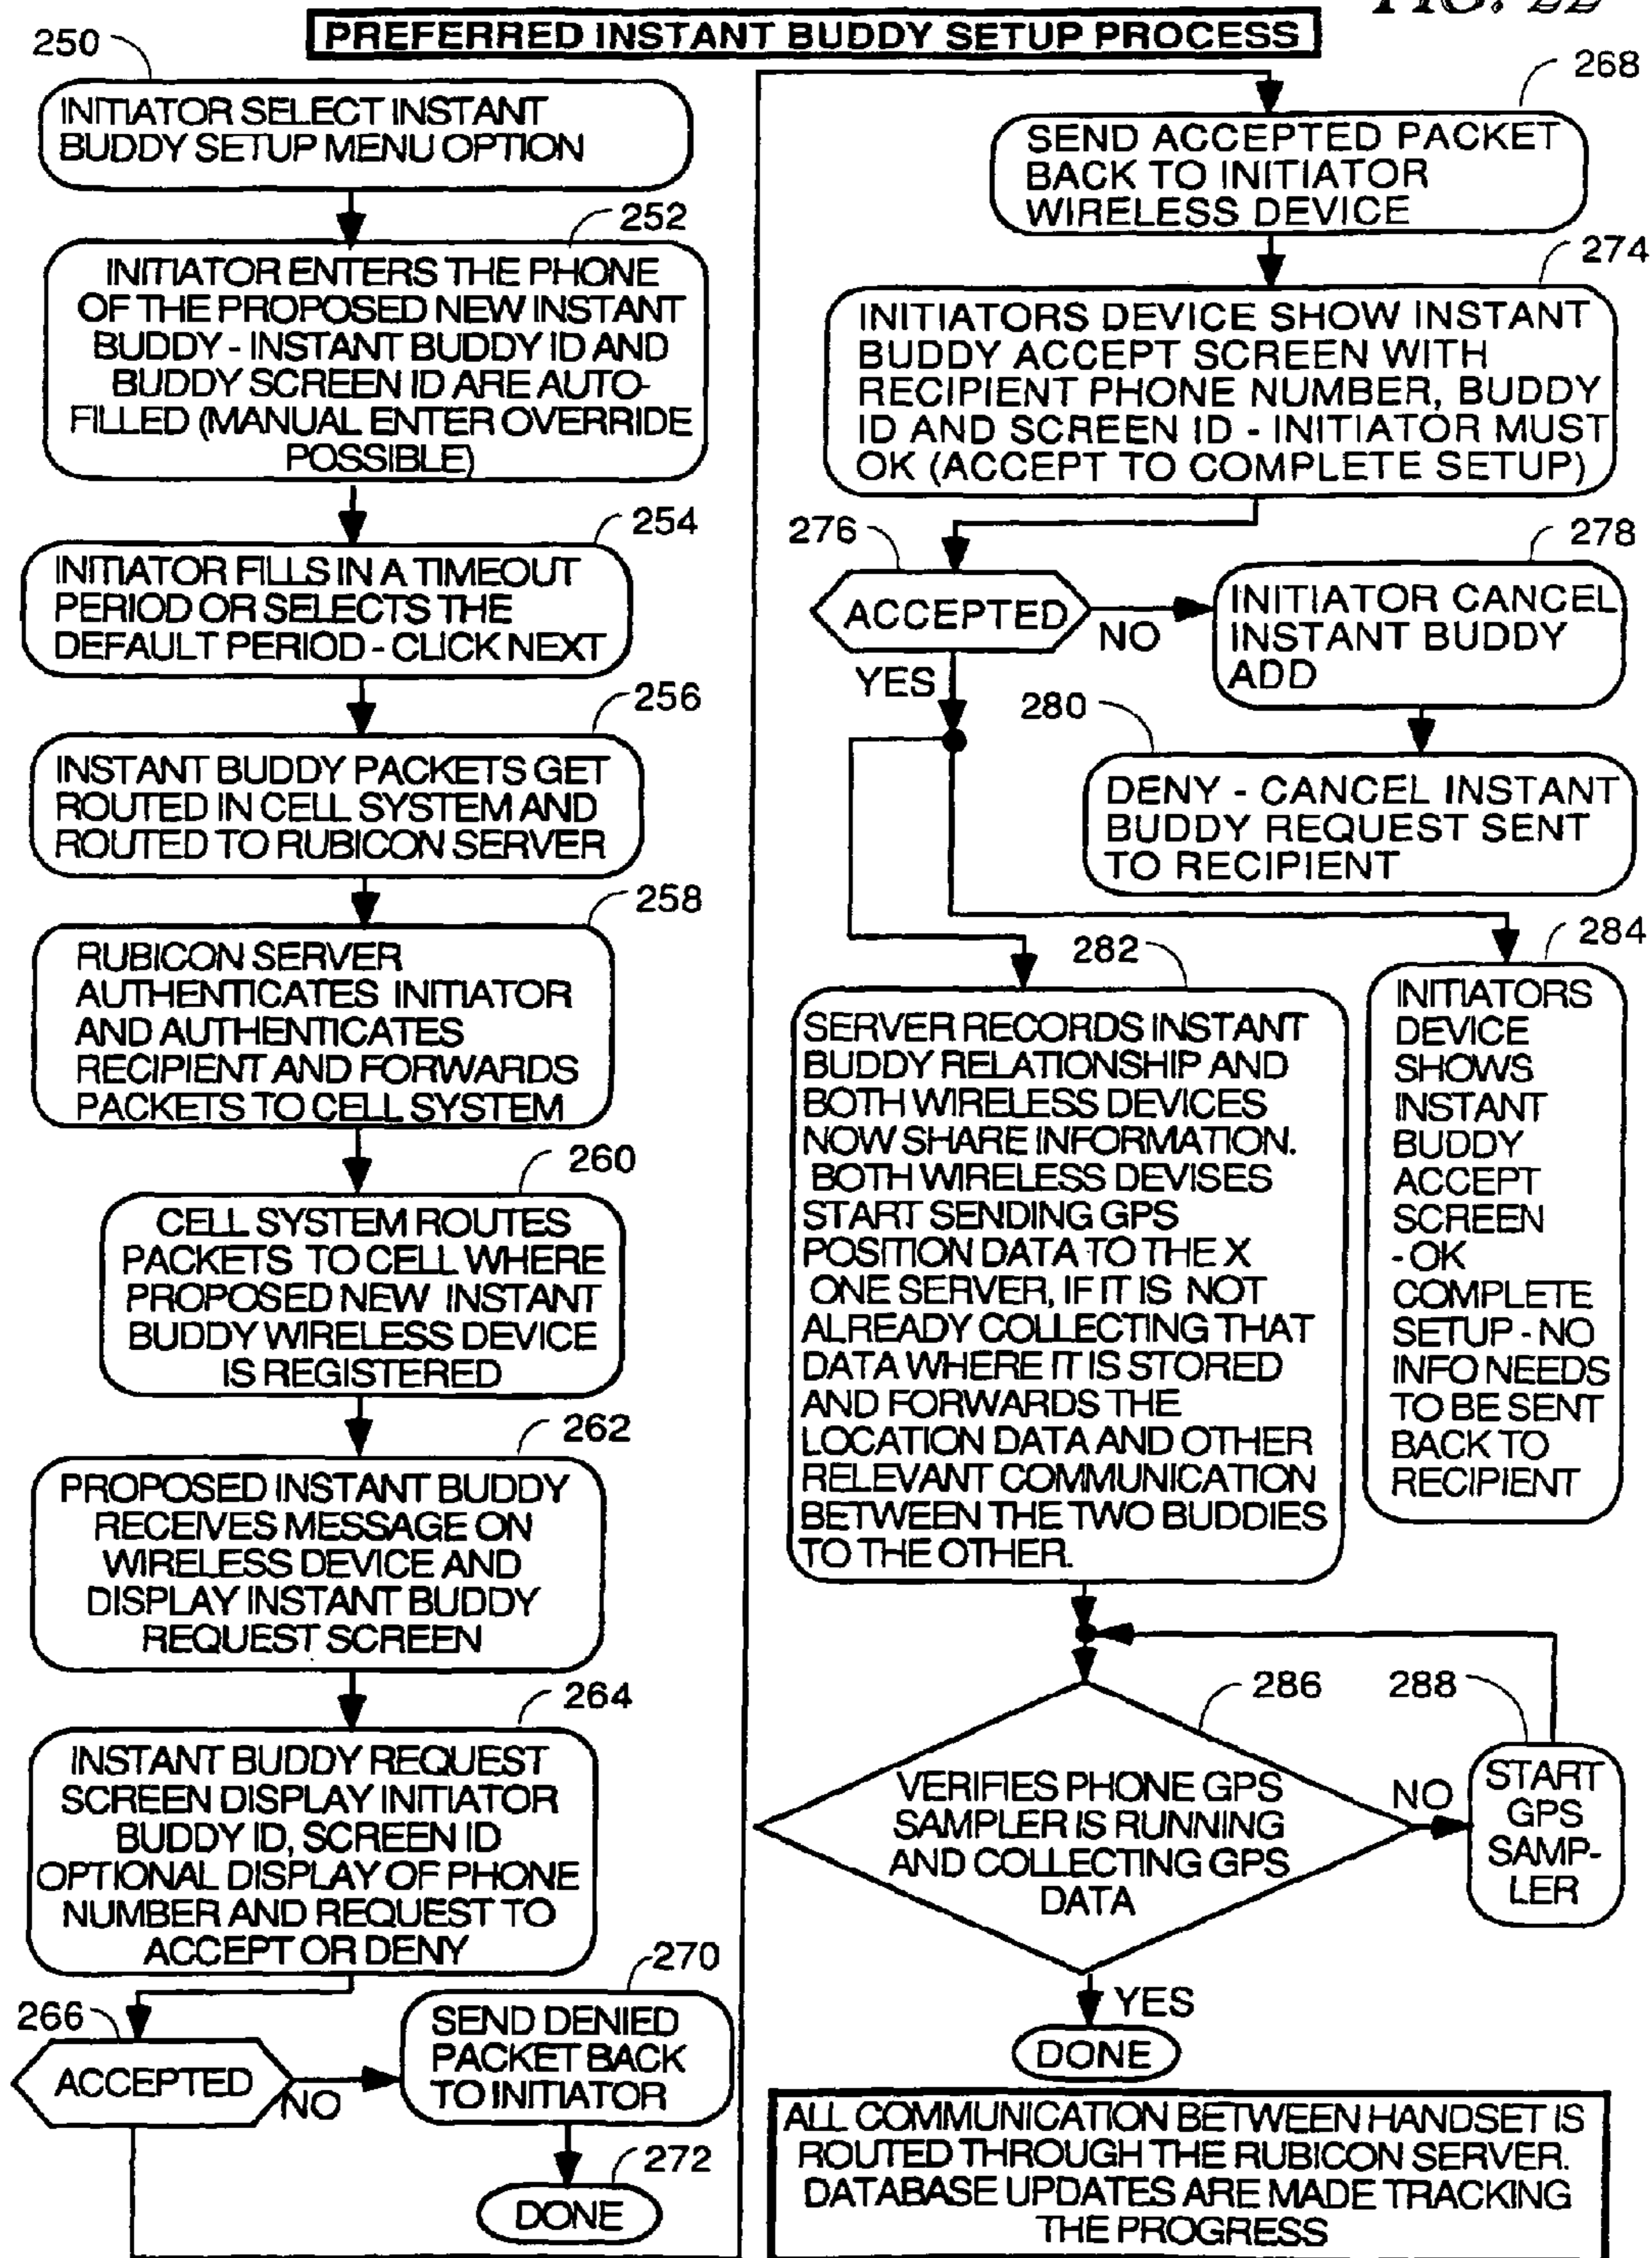 FIG. 22
PREFERRED INSTANT BUDDY SETUP PROCESS
250
INITIATOR SELECT INSTANT
BUDDY SETUP MENU OPTION
252
INITIATOR ENTERS THE PHONE
OF THE PROPOSED NEW INSTANT
BUDDY - INSTANT BUDDY ID AND
BUDDY SCREEN ID ARE AUTO-
FILLED (MANUAL ENTER OVERRIDE
POSSIBLE)
254
INITIATOR FILLS IN A TIMEOUT
PERIOD OR SELECTS THE
DEFAULT PERIOD - CLICK NEXT
256
INSTANT BUDDY PACKETS GET
ROUTED IN CELL SYSTEM AND
ROUTED TO RUBICON SERVER
258
RUBICON SERVER
AUTHENTICATES INITIATOR
AND AUTHENTICATES
RECIPIENT AND FORWARDS
PACKETS TO CELL SYSTEM
260
CELL SYSTEM ROUTES
PACKETS TO CELL WHERE
PROPOSED NEW INSTANT
BUDDY WIRELESS DEVICE
IS REGISTERED
262
PROPOSED INSTANT BUDDY
RECEIVES MESSAGE ON
WIRELESS DEVICE AND
DISPLAY INSTANT BUDDY
REQUEST SCREEN
264
INSTANT BUDDY REQUEST
SCREEN DISPLAY INITIATOR
BUDDY ID, SCREEN ID
OPTIONAL DISPLAY OF PHONE
NUMBER AND REQUEST TO
ACCEPT OR DENY
266
ACCEPTED
NO
270
SEND DENIED
PACKET BACK
TO INITIATOR
272
DONE
268
SEND ACCEPTED PACKET
BACK TO INITIATOR
WIRELESS DEVICE
274
INITIATORS DEVICE SHOW INSTANT
BUDDY ACCEPT SCREEN WITH
RECIPIENT PHONE NUMBER, BUDDY
ID AND SCREEN ID - INITIATOR MUST
OK (ACCEPT TO COMPLETE SETUP)
276
ACCEPTED
NO
YES
278
INITIATOR CANCEL
INSTANT BUDDY
ADD
280
DENY - CANCEL INSTANT
BUDDY REQUEST SENT
TO RECIPIENT
282
SERVER RECORDS INSTANT
BUDDY RELATIONSHIP AND
BOTH WIRELESS DEVICES
NOW SHARE INFORMATION.
BOTH WIRELESS DEVISES
START SENDING GPS
POSITION DATA TO THE X
ONE SERVER, IF IT IS NOT
ALREADY COLLECTING THAT
DATA WHERE IT IS STORED
AND FORWARDS THE
LOCATION DATA AND OTHER
RELEVANT COMMUNICATION
BETWEEN THE TWO BUDDIES
TO THE OTHER.
284
INITIATORS
DEVICE
SHOWS
INSTANT
BUDDY
ACCEPT
SCREEN
- OK
COMPLETE
SETUP - NO
INFO NEEDS
TO BE SENT
BACK TO
RECIPIENT
286
VERIFIES PHONE GPS
SAMPLER IS RUNNING
AND COLLECTING GPS
DATA
NO
288
START
GPS
SAMP-
LER
YES
DONE
ALL COMMUNICATION BETWEEN HANDSET IS
ROUTED THROUGH THE RUBICON SERVER.
DATABASE UPDATES ARE MADE TRACKING
THE PROGRESS